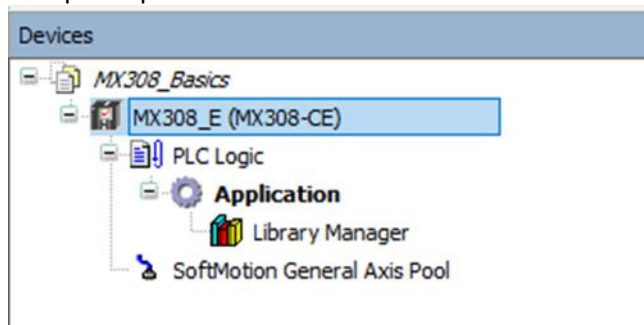 Devices
MX308_Basics
MX308_E (MX308-CE)
PLC Logic
Application
Library Manager
SoftMotion General Axis Pool